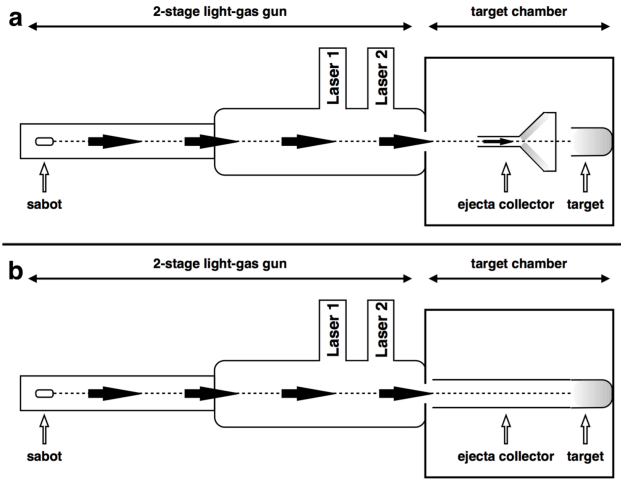 a
2-stage light-gas gun
target chamber
Laser 1
Laser 2
sabot
ejecta collector
target
b
2-stage light-gas gun
target chamber
Laser 1
Laser 2
sabot
ejecta collector
target